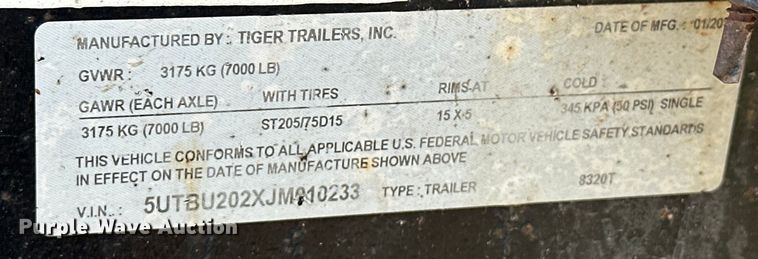 MANUFACTURED BY: TIGER TRAILERS, INC. DATE OF MFG.: 01/20
GVWR: 3175 KG (7000 LB)
GAWR (EACH AXLE) WITH TIRES RIMS AT COLD
3175 KG (7000 LB) ST205/75D15 15 X 5 345 KPA (50 PSI) SINGLE
THIS VEHICLE CONFORMS TO ALL APPLICABLE U.S. FEDERAL MOTOR VEHICLE SAFETY STANDARDS
IN EFFECT ON THE DATE OF MANUFACTURE SHOWN ABOVE
V.I.N.: 5UTBU202XJM010233 TYPE: TRAILER 8320T
Purple Wave Auction